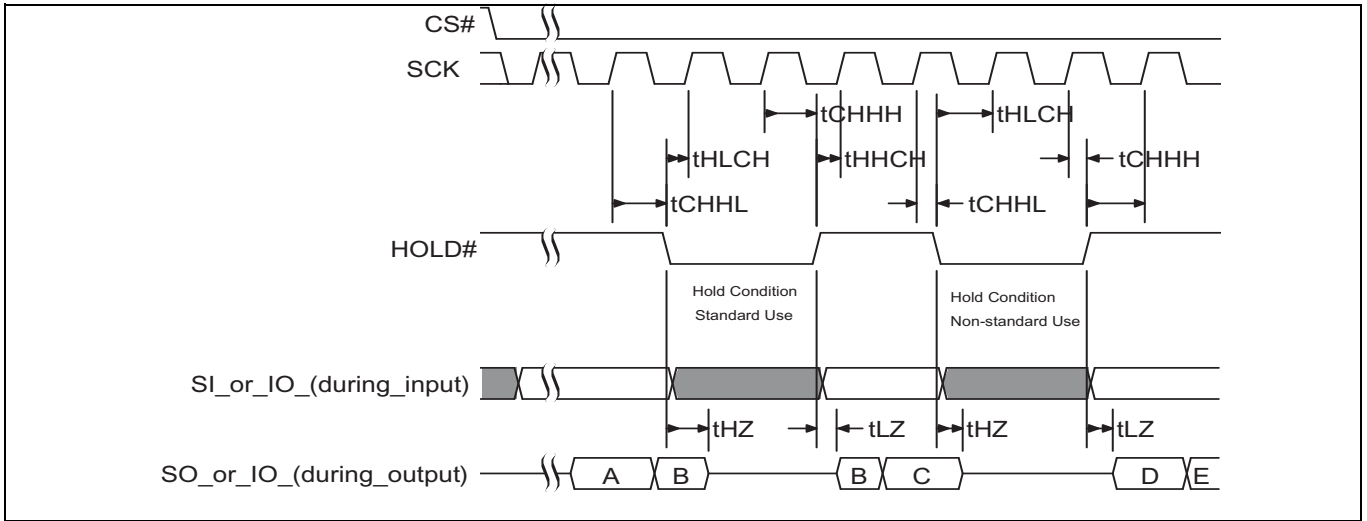 CS#
SCK
tCHHH
tHLCH
tHLCH
tHHCH
tCHHH
tCHHL
tCHHL
HOLD#
Hold Condition
Standard Use
Hold Condition
Non-standard Use
SI_or_IO_(during_input)
tHZ
tLZ
tHZ
tLZ
SO_or_IO_(during_output)
A
B
B
C
D
E